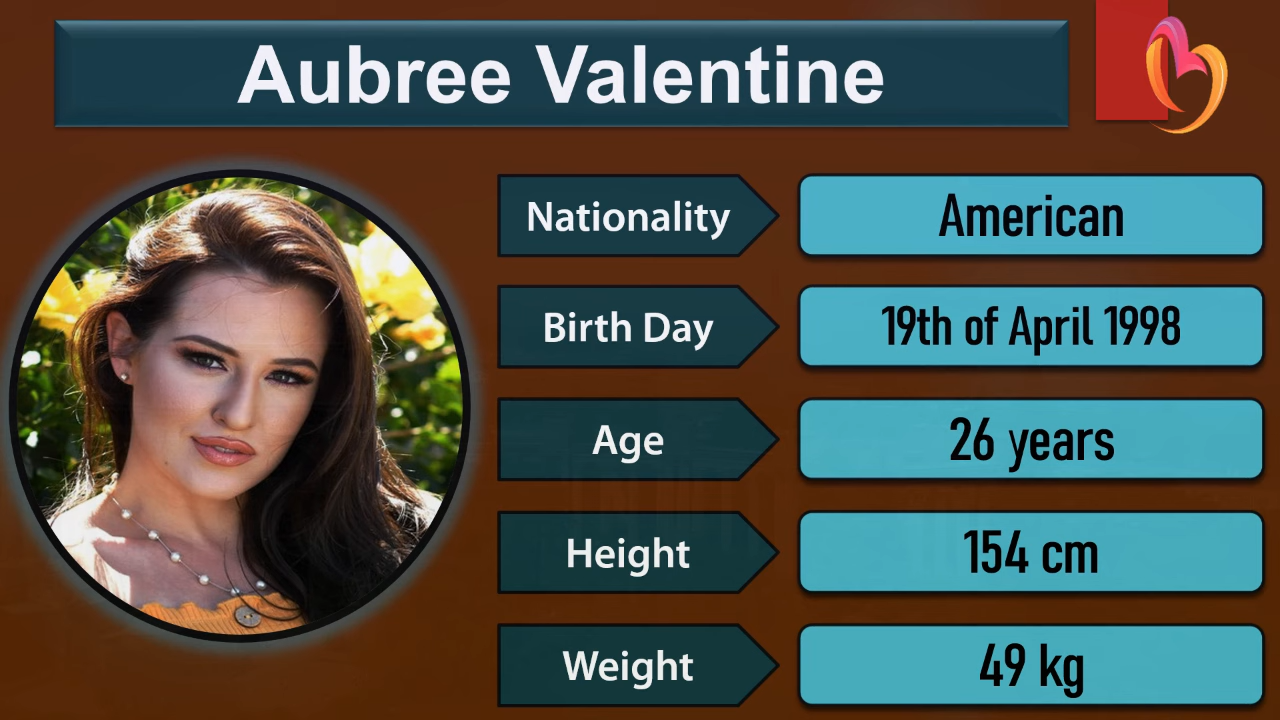 Aubree Valentine
Nationality American
Birth Day 19th of April 1998
Age 26 years
Height 154 cm
Weight 49 kg